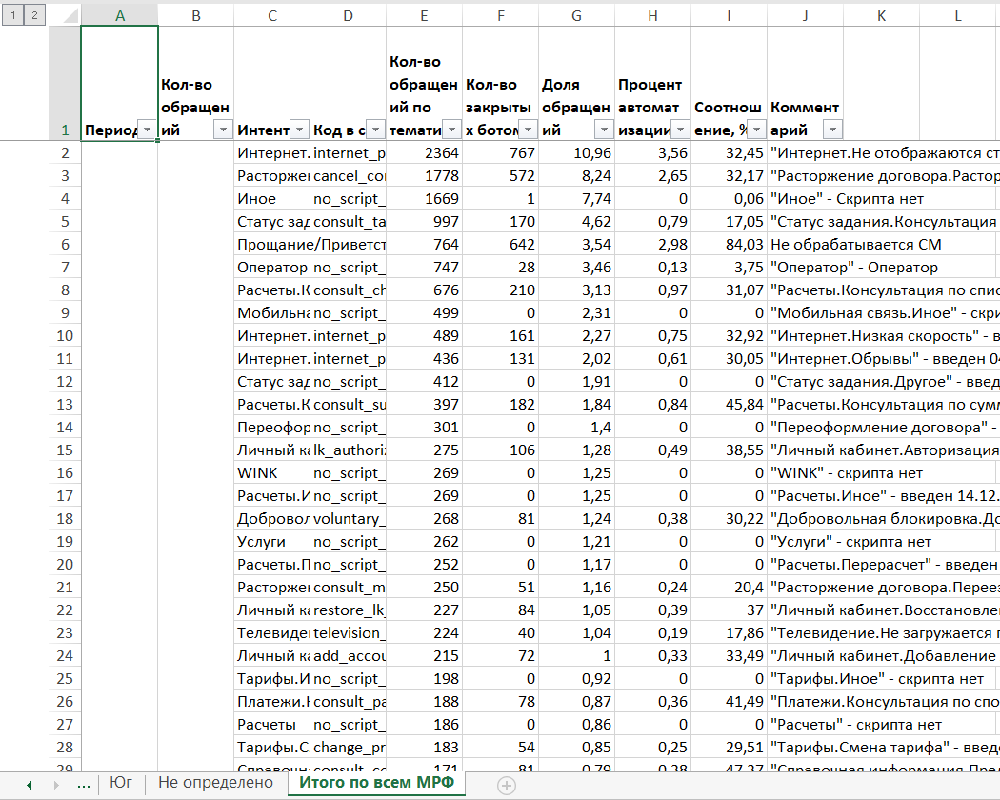 1 2
A B C D E F G H I J K L
1 Период Кол-во обращений Интент Код в с Кол-во обращений по темати Кол-во закрытых ботом Доля обращений Процент автоматизации Соотношение, % Комментарий
2 Интернет. internet_p 2364 767 10,96 3,56 32,45 "Интернет.Не отображаются ст
3 Расторже cancel_co 1778 572 8,24 2,65 32,17 "Расторжение договора.Растор
4 Иное no_script_ 1669 1 7,74 0 0,06 "Иное" - Скрипта нет
5 Статус зад consult_ta 997 170 4,62 0,79 17,05 "Статус задания.Консультация
6 Прощание/Приветст 764 642 3,54 2,98 84,03 Не обрабатывается СМ
7 Оператор no_script_ 747 28 3,46 0,13 3,75 "Оператор" - Оператор
8 Расчеты.К consult_ch 676 210 3,13 0,97 31,07 "Расчеты.Консультация по спис
9 Мобильна no_script_ 499 0 2,31 0 0 "Мобильная связь.Иное" - скри
10 Интернет. internet_p 489 161 2,27 0,75 32,92 "Интернет.Низкая скорость" - в
11 Интернет. internet_p 436 131 2,02 0,61 30,05 "Интернет.Обрывы" - введен 04
12 Статус зад no_script_ 412 0 1,91 0 0 "Статус задания.Другое" - введ
13 Расчеты.К consult_su 397 182 1,84 0,84 45,84 "Расчеты.Консультация по сум
14 Переофор no_script_ 301 0 1,4 0 0 "Переоформление договора" -
15 Личный ка lk_authori 275 106 1,28 0,49 38,55 "Личный кабинет.Авторизация
16 WINK no_script_ 269 0 1,25 0 0 "WINK" - скрипта нет
17 Расчеты.И no_script_ 269 0 1,25 0 0 "Расчеты.Иное" - введен 14.12.
18 Добровол voluntary_ 268 81 1,24 0,38 30,22 "Добровольная блокировка.До
19 Услуги no_script_ 262 0 1,21 0 0 "Услуги" - скрипта нет
20 Расчеты.П no_script_ 252 0 1,17 0 0 "Расчеты.Перерасчет" - введен
21 Расторже consult_m 250 51 1,16 0,24 20,4 "Расторжение договора.Перее
22 Личный ка restore_lk_ 227 84 1,05 0,39 37 "Личный кабинет.Восстановле
23 Телевиде television_ 224 40 1,04 0,19 17,86 "Телевидение.Не загружается
24 Личный ка add_accou 215 72 1 0,33 33,49 "Личный кабинет.Добавление
25 Тарифы.И no_script_ 198 0 0,92 0 0 "Тарифы.Иное" - скрипта нет
26 Платежи. consult_pa 188 78 0,87 0,36 41,49 "Платежи.Консультация по спо
27 Расчеты no_script_ 186 0 0,86 0 0 "Расчеты" - скрипта нет
28 Тарифы.С change_pr 183 54 0,85 0,25 29,51 "Тарифы.Смена тарифа" - введ
29 Справочн consult_co 171 81 0,79 0,38 47,37 "Справочная информация.Пре
... Юг Не определено Итого по всем МРФ